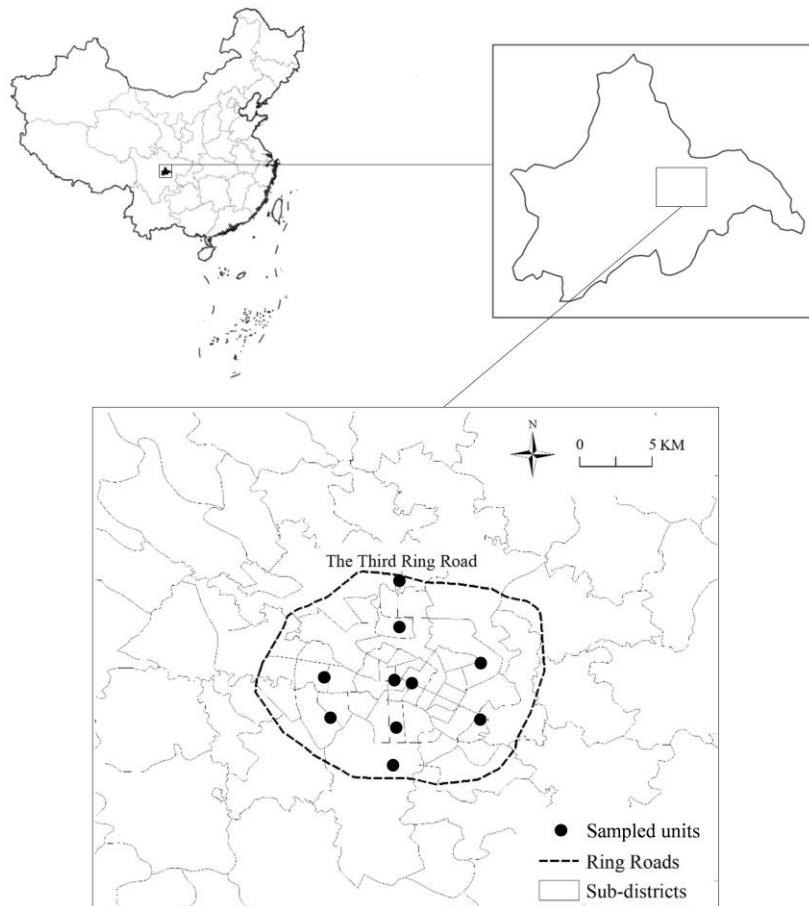 N
0 5 KM
The Third Ring Road
Sampled units
Ring Roads
Sub-districts